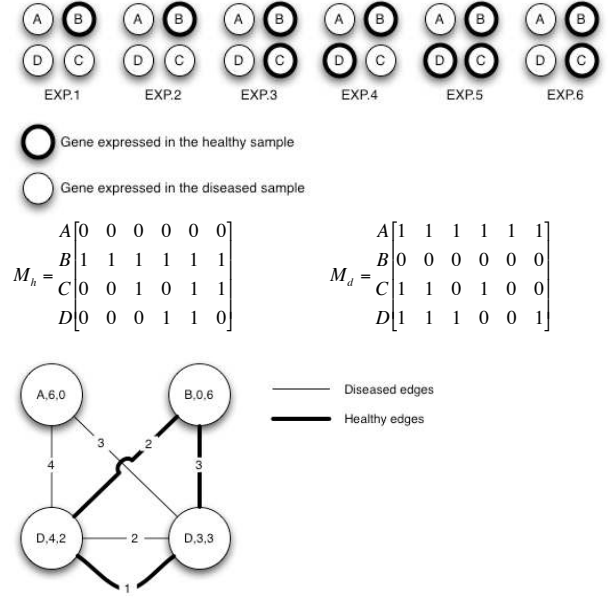 A B A B A B A B A B A B
D C D C D C D C D C D C
EXP.1 EXP.2 EXP.3 EXP.4 EXP.5 EXP.6
Gene expressed in the healthy sample
Gene expressed in the diseased sample
A 0 0 0 0 0 0
B 1 1 1 1 1 1
M_h = C 0 0 1 0 1 1
D 0 0 0 1 1 0
A 1 1 1 1 1 1
B 0 0 0 0 0 0
M_d = C 1 1 0 1 0 0
D 1 1 1 0 0 1
A,6,0 B,0,6
Diseased edges
Healthy edges
3 2
4 3
D,4,2 2 D,3,3
1